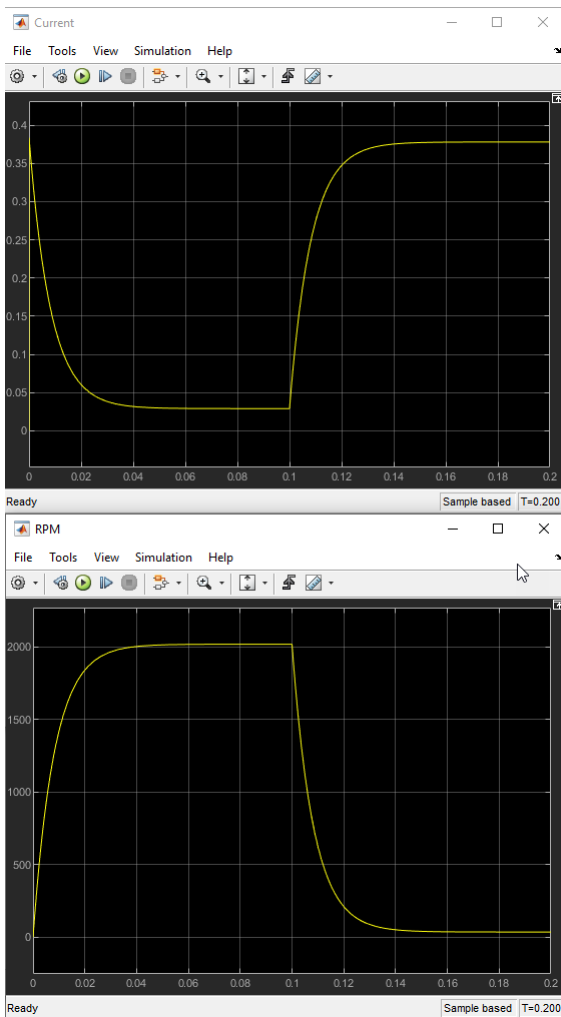 Current
File Tools View Simulation Help
0.4
0.35
0.3
0.25
0.2
0.15
0.1
0.05
0
0 0.02 0.04 0.06 0.08 0.1 0.12 0.14 0.16 0.18 0.2
Ready Sample based T=0.200
RPM
File Tools View Simulation Help
2000
1500
1000
500
0
0 0.02 0.04 0.06 0.08 0.1 0.12 0.14 0.16 0.18 0.2
Ready Sample based T=0.200